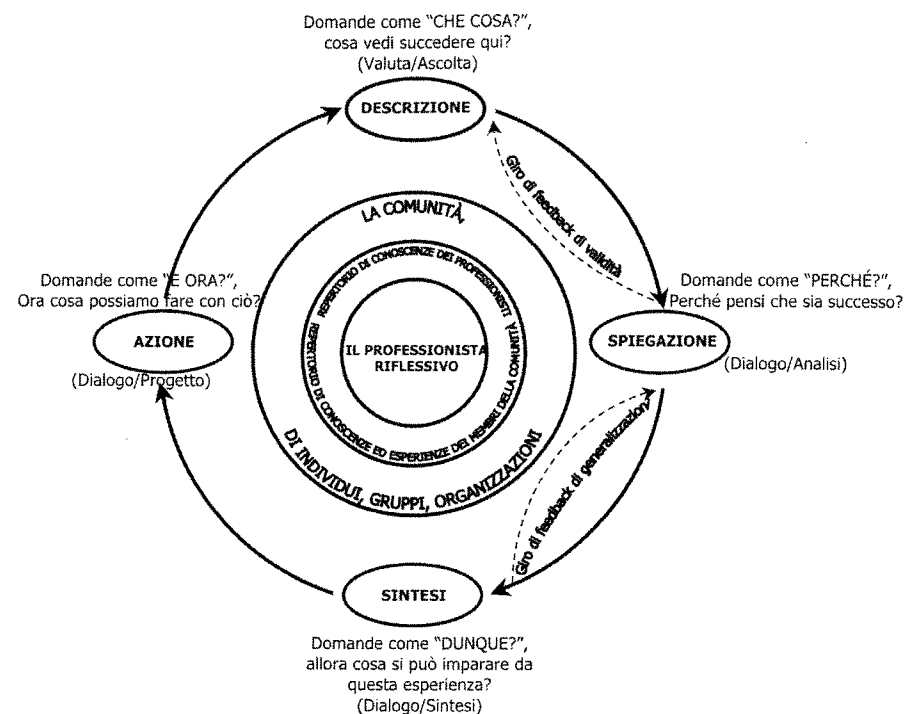 Domande come “CHE COSA?”,
cosa vedi succedere qui?
(Valuta/Ascolta)
DESCRIZIONE
Giro di feedback di validità
Domande come “PERCHÉ?”,
Perché pensi che sia successo?
SPIEGAZIONE
(Dialogo/Analisi)
Giro di feedback di generalizzazione
SINTESI
Domande come “DUNQUE?”,
allora cosa si può imparare da
questa esperienza?
(Dialogo/Sintesi)
Domande come “E ORA?”,
Ora cosa possiamo fare con ciò?
AZIONE
(Dialogo/Progetto)
LA COMUNITÀ,
DI INDIVIDUI, GRUPPI, ORGANIZZAZIONI
REPERTORIO DI CONOSCENZE DEI PROFESSIONISTI
REPERTORIO DI CONOSCENZE ED ESPERIENZE DEI MEMBRI DELLA COMUNITÀ
IL PROFESSIONISTA
RIFLESSIVO